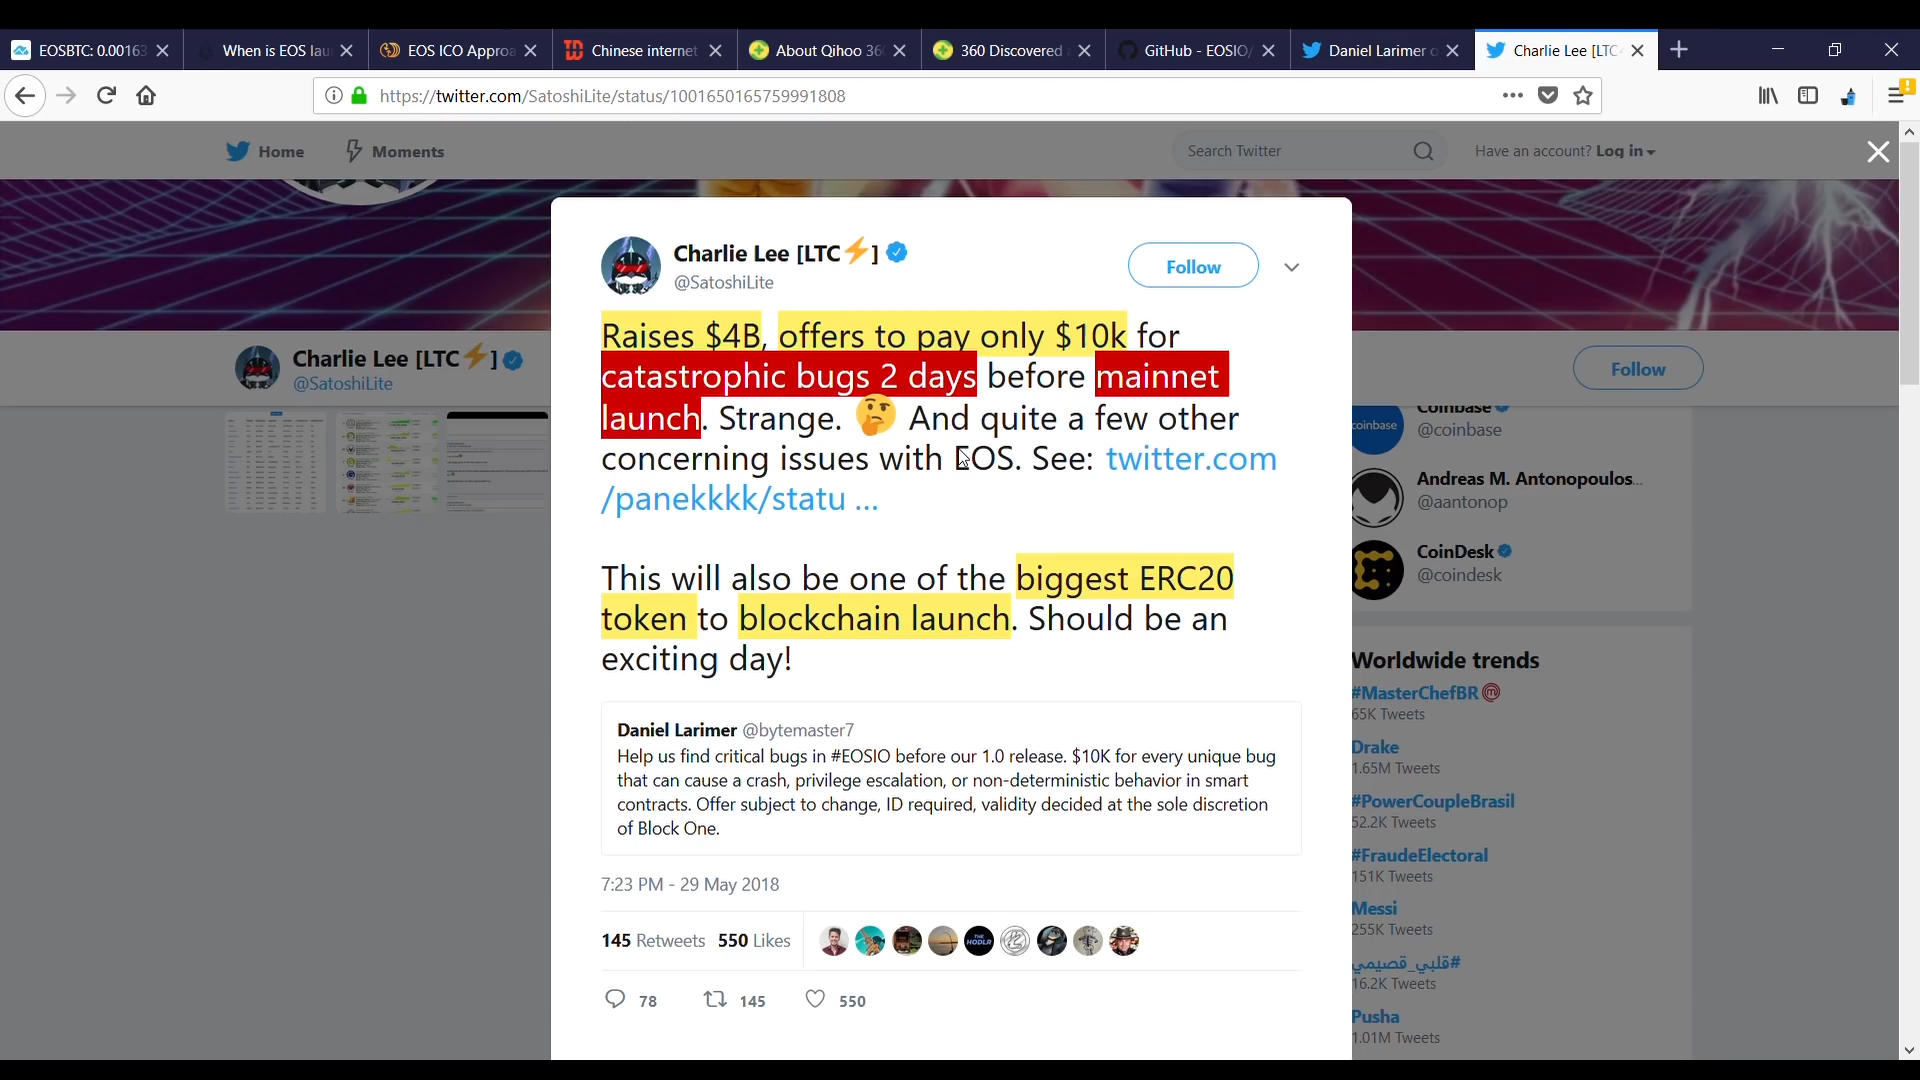 EOSBTC: 0.00163
When is EOS lau
EOS ICO Approa
Chinese internet
About Qihoo 36
360 Discovered
GitHub - EOSIO/
Daniel Larimer o
Charlie Lee [LTC
https://twitter.com/SatoshiLite/status/1001650165759991808
Home
Moments
Search Twitter
Have an account? Log in
Charlie Lee [LTC⚡]
@SatoshiLite
Follow
Charlie Lee [LTC⚡]
@SatoshiLite
Follow
Raises $4B, offers to pay only $10k for
catastrophic bugs 2 days before mainnet
launch. Strange. 🤔 And quite a few other
concerning issues with EOS. See: twitter.com
/panekkkk/statu ...
This will also be one of the biggest ERC20
token to blockchain launch. Should be an
exciting day!
Daniel Larimer @bytemaster7
Help us find critical bugs in #EOSIO before our 1.0 release. $10K for every unique bug
that can cause a crash, privilege escalation, or non-deterministic behavior in smart
contracts. Offer subject to change, ID required, validity decided at the sole discretion
of Block One.
7:23 PM - 29 May 2018
145 Retweets 550 Likes
THE HODLR
78
145
550
Coinbase
@coinbase
coinbase
Andreas M. Antonopoulos...
@aantonop
CoinDesk
@coindesk
Worldwide trends
#MasterChefBR
65K Tweets
Drake
1.65M Tweets
#PowerCoupleBrasil
52.2K Tweets
#FraudeElectoral
151K Tweets
Messi
255K Tweets
#قلبي_قصيمي
16.2K Tweets
Pusha
1.01M Tweets